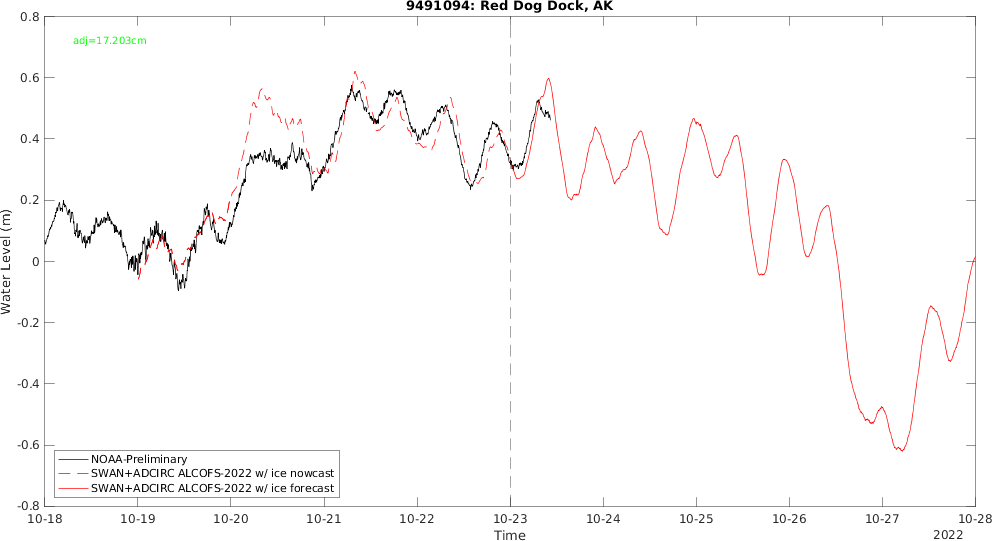 9491094: Red Dog Dock, AK
adj=17.203cm
Water Level (m)
0.8
0.6
0.4
0.2
0
-0.2
-0.4
-0.6
-0.8
NOAA-Preliminary
SWAN+ADCIRC ALCOFS-2022 w/ ice nowcast
SWAN+ADCIRC ALCOFS-2022 w/ ice forecast
10-18 10-19 10-20 10-21 10-22 10-23 10-24 10-25 10-26 10-27 10-28
Time
2022